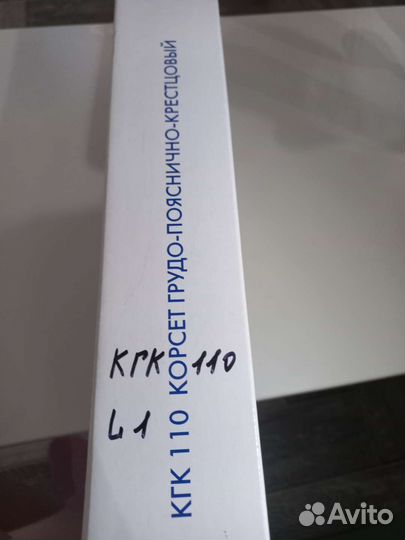 КГК 110 КОРСЕТ ГРУДО-ПОЯСНИЧНО-КРЕСТЦОВЫЙ
КГК 110
L1
Avito